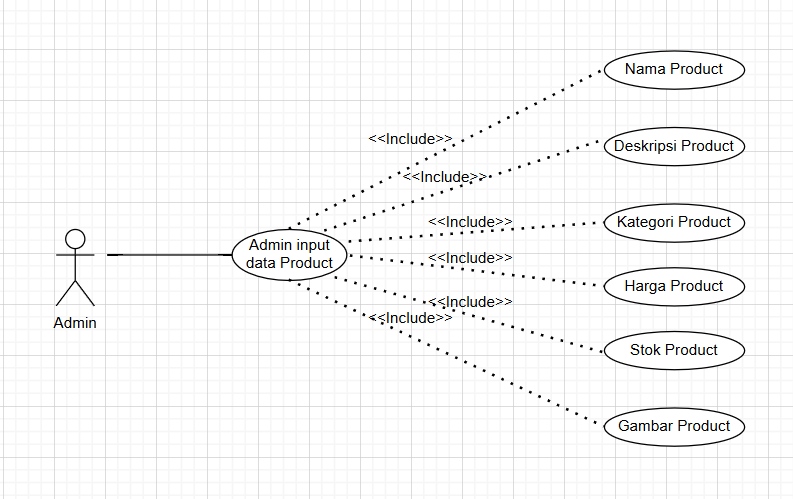 Nama Product
<<Include>>
Deskripsi Product
<<Include>>
<<Include>>
Kategori Product
Admin input
data Product
<<Include>>
Harga Product
<<Include>>
<<Include>>
Admin
Stok Product
Gambar Product